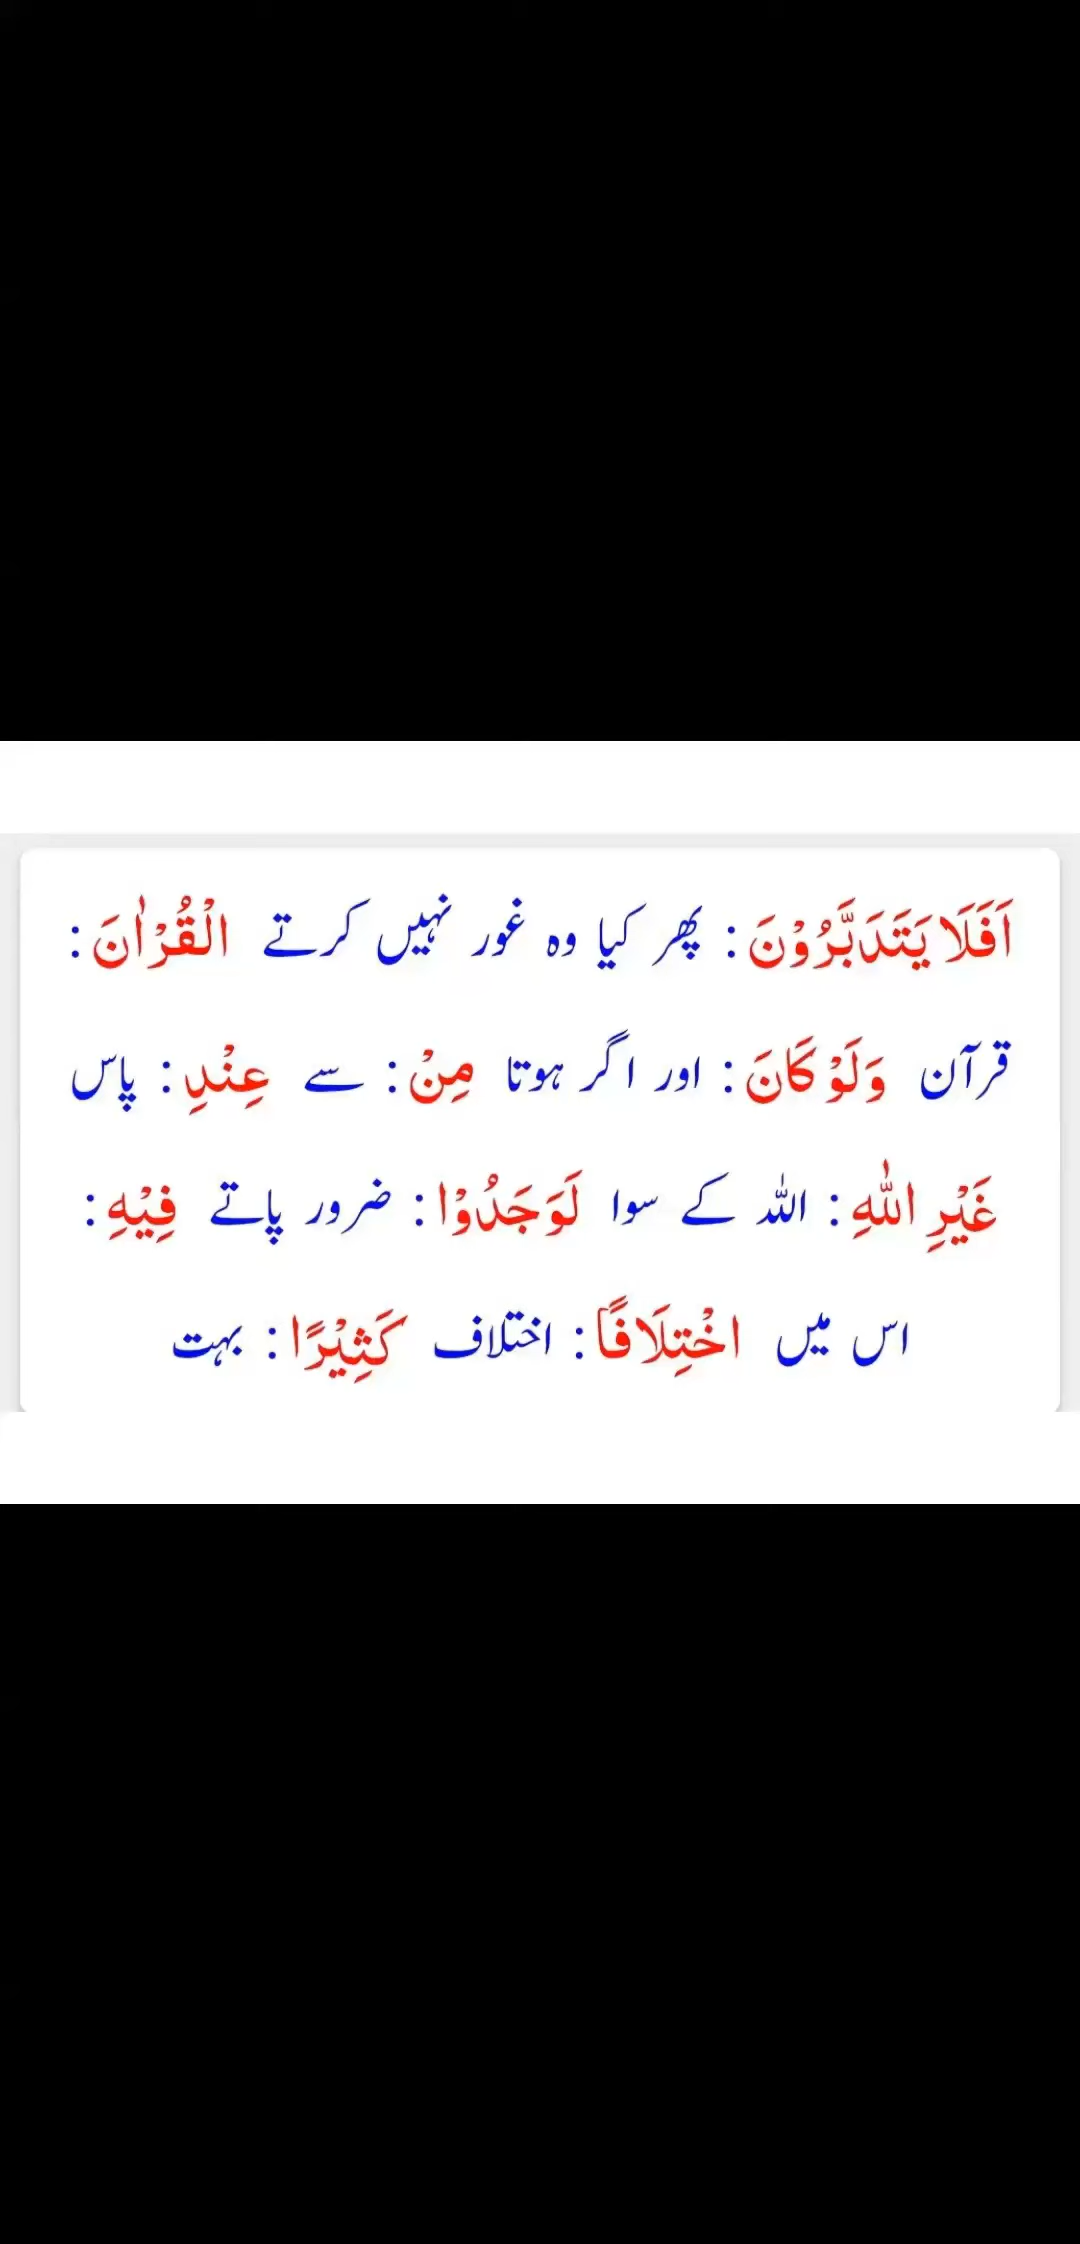 اَفَلَا يَتَدَبَّرُوْنَ : پھر کیا وہ غور نہیں کرتے الْقُرْاٰنَ :
قرآن وَلَوْ كَانَ : اور اگر ہوتا مِنْ : سے عِنْدِ : پاس
غَيْرِ اللّٰهِ : اللہ کے سوا لَوَجَدُوْا : ضرور پاتے فِيْهِ :
اس میں اخْتِلَافًا : اختلاف كَثِيْرًا : بہت